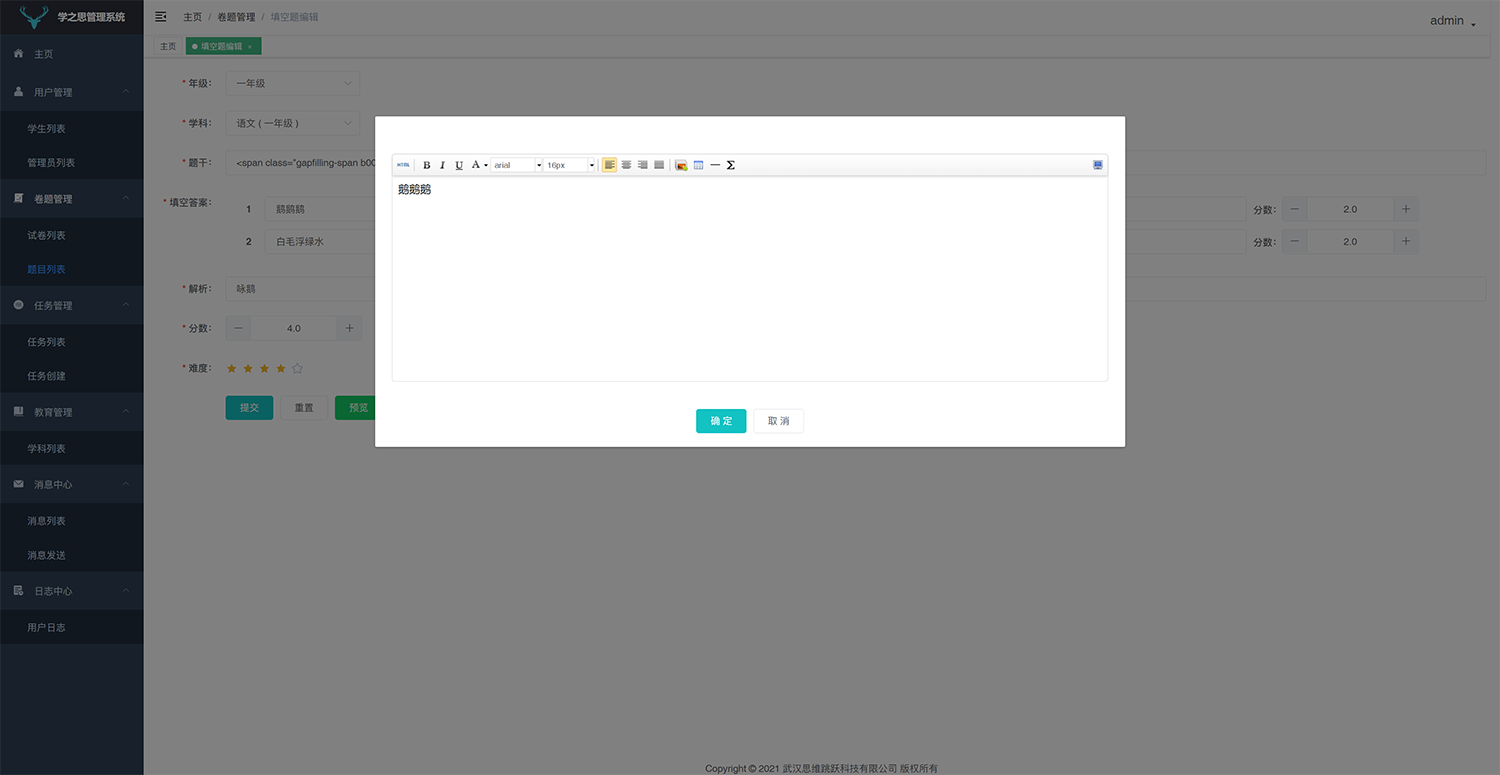 学之思管理系统
主页 / 卷题管理 / 填空题编辑
admin
主页
填空题编辑 ×
主页
用户管理
学生列表
管理员列表
卷题管理
试卷列表
题目列表
任务管理
任务列表
任务创建
教育管理
学科列表
消息中心
消息列表
消息发送
日志中心
用户日志
* 年级: 一年级
* 学科: 语文 ( 一年级 )
* 题干: <span class="gapfilling-span b00
* 填空答案: 1 鹅鹅鹅 分数: 2.0
2 白毛浮绿水 分数: 2.0
* 解析: 咏鹅
* 分数: 4.0
* 难度:
提交 重置 预览
HTML B I U A arial 16px Σ
鹅鹅鹅
确 定 取 消
Copyright © 2021 武汉思维跳跃科技有限公司 版权所有